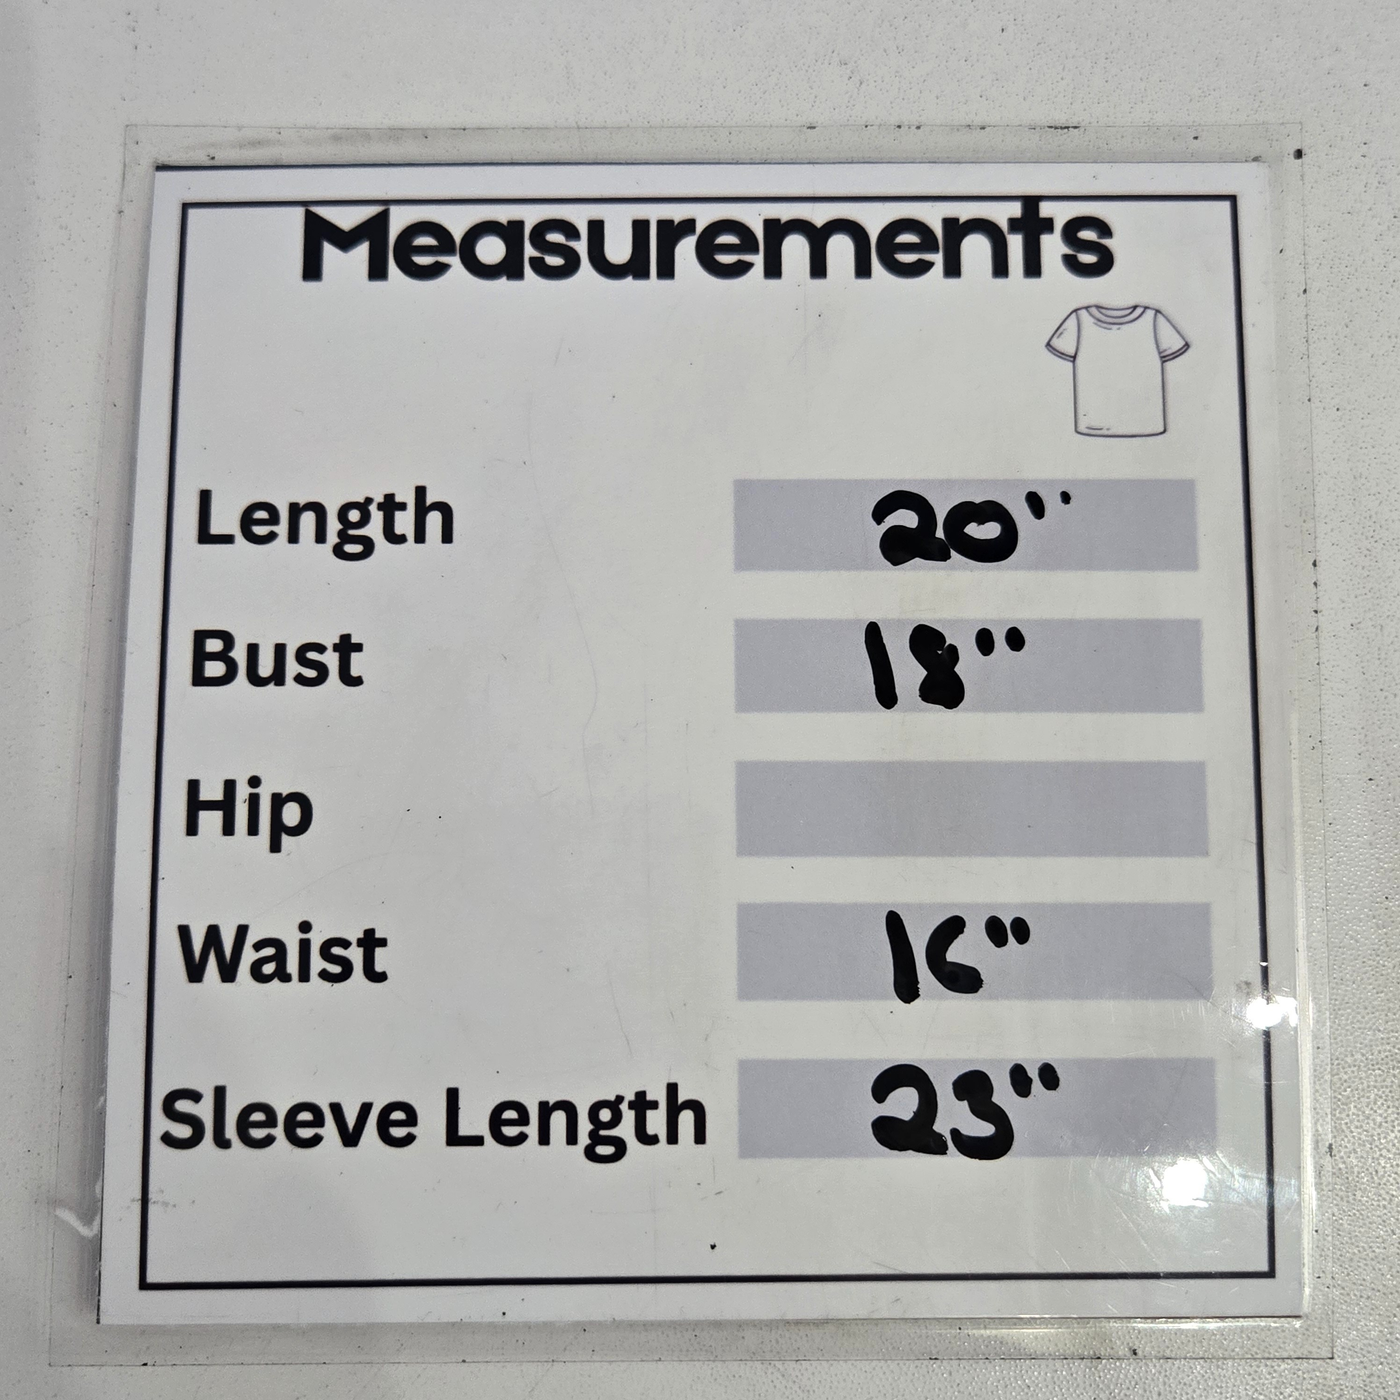 Measurements
Length 20"
Bust 18"
Hip
Waist 16"
Sleeve Length 23"